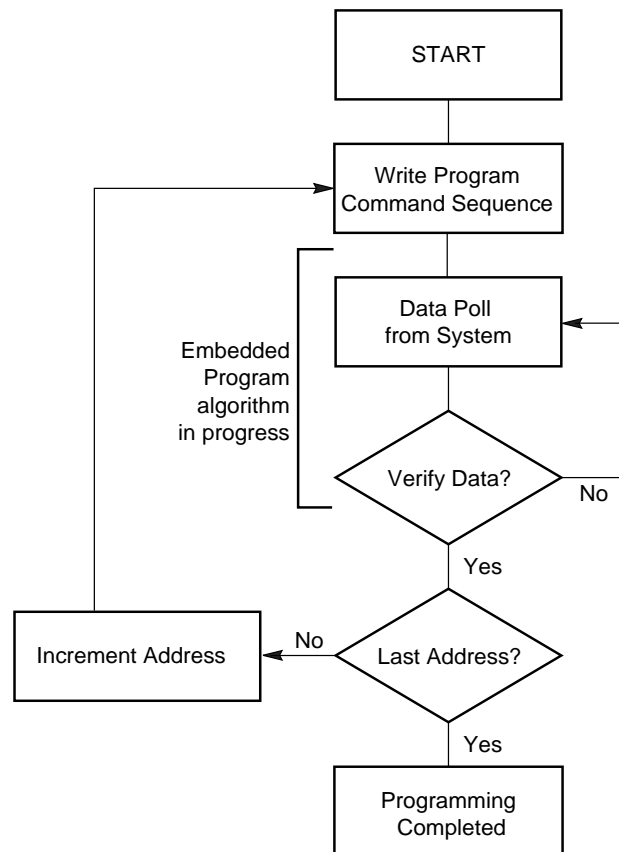 START
Write Program
Command Sequence
Data Poll
from System
Embedded
Program
algorithm
in progress
Verify Data?
No
Yes
Increment Address
No
Last Address?
Yes
Programming
Completed